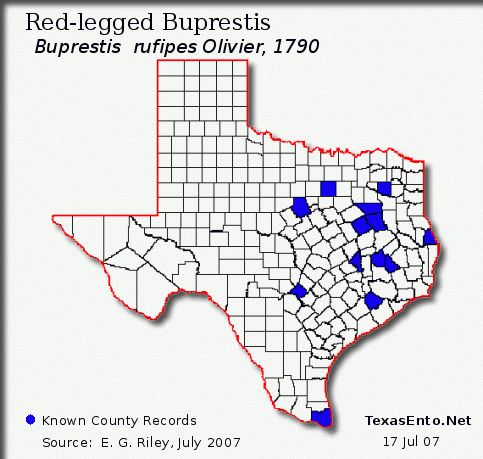 Red-legged Buprestis
Buprestis rufipes Olivier, 1790
Known County Records
TexasEnto.Net
Source: E. G. Riley, July 2007
17 Jul 07